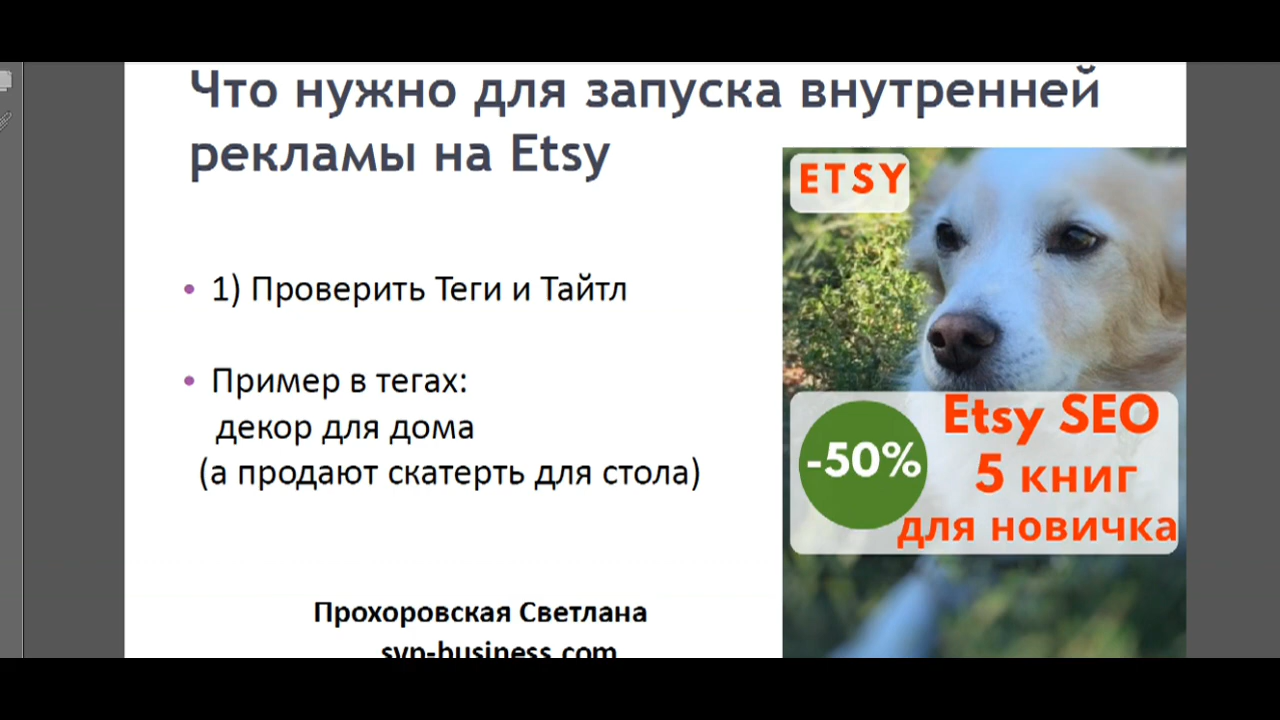 Что нужно для запуска внутренней
рекламы на Etsy
• 1) Проверить Теги и Тайтл
• Пример в тегах:
декор для дома
(а продают скатерть для стола)
Прохоровская Светлана
svp-business.com
ETSY
-50%
Etsy SEO
5 книг
для новичка